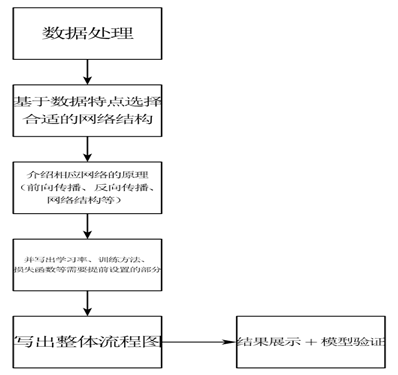 数据处理
基于数据特点选择
合适的网络结构
介绍相应网络的原理
（前向传播、反向传播、
网络结构等）
并写出学习率、训练方法、
损失函数等需要提前设置的部分
写出整体流程图
结果展示 + 模型验证